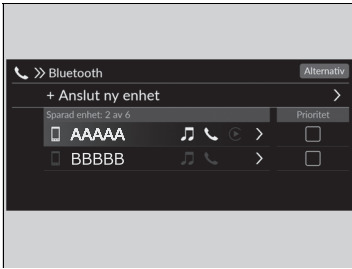 Bluetooth
Alternativ
+ Anslut ny enhet
Sparad enhet: 2 av 6
Prioritet
AAAAA
BBBBB